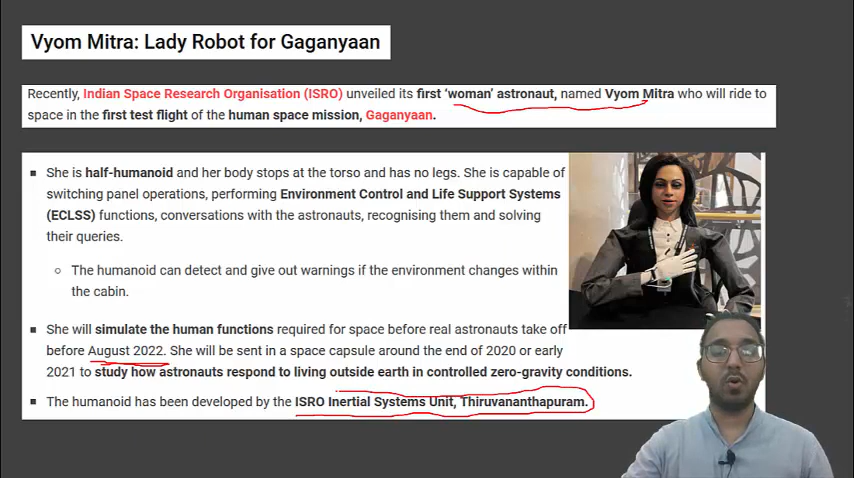 Vyom Mitra: Lady Robot for Gaganyaan
Recently, Indian Space Research Organisation (ISRO) unveiled its first 'woman' astronaut, named Vyom Mitra who will ride to
space in the first test flight of the human space mission, Gaganyaan.
She is half-humanoid and her body stops at the torso and has no legs. She is capable of
switching panel operations, performing Environment Control and Life Support Systems
(ECLSS) functions, conversations with the astronauts, recognising them and solving
their queries.
The humanoid can detect and give out warnings if the environment changes within
the cabin.
She will simulate the human functions required for space before real astronauts take off
before August 2022. She will be sent in a space capsule around the end of 2020 or early
2021 to study how astronauts respond to living outside earth in controlled zero-gravity conditions.
The humanoid has been developed by the ISRO Inertial Systems Unit, Thiruvananthapuram.